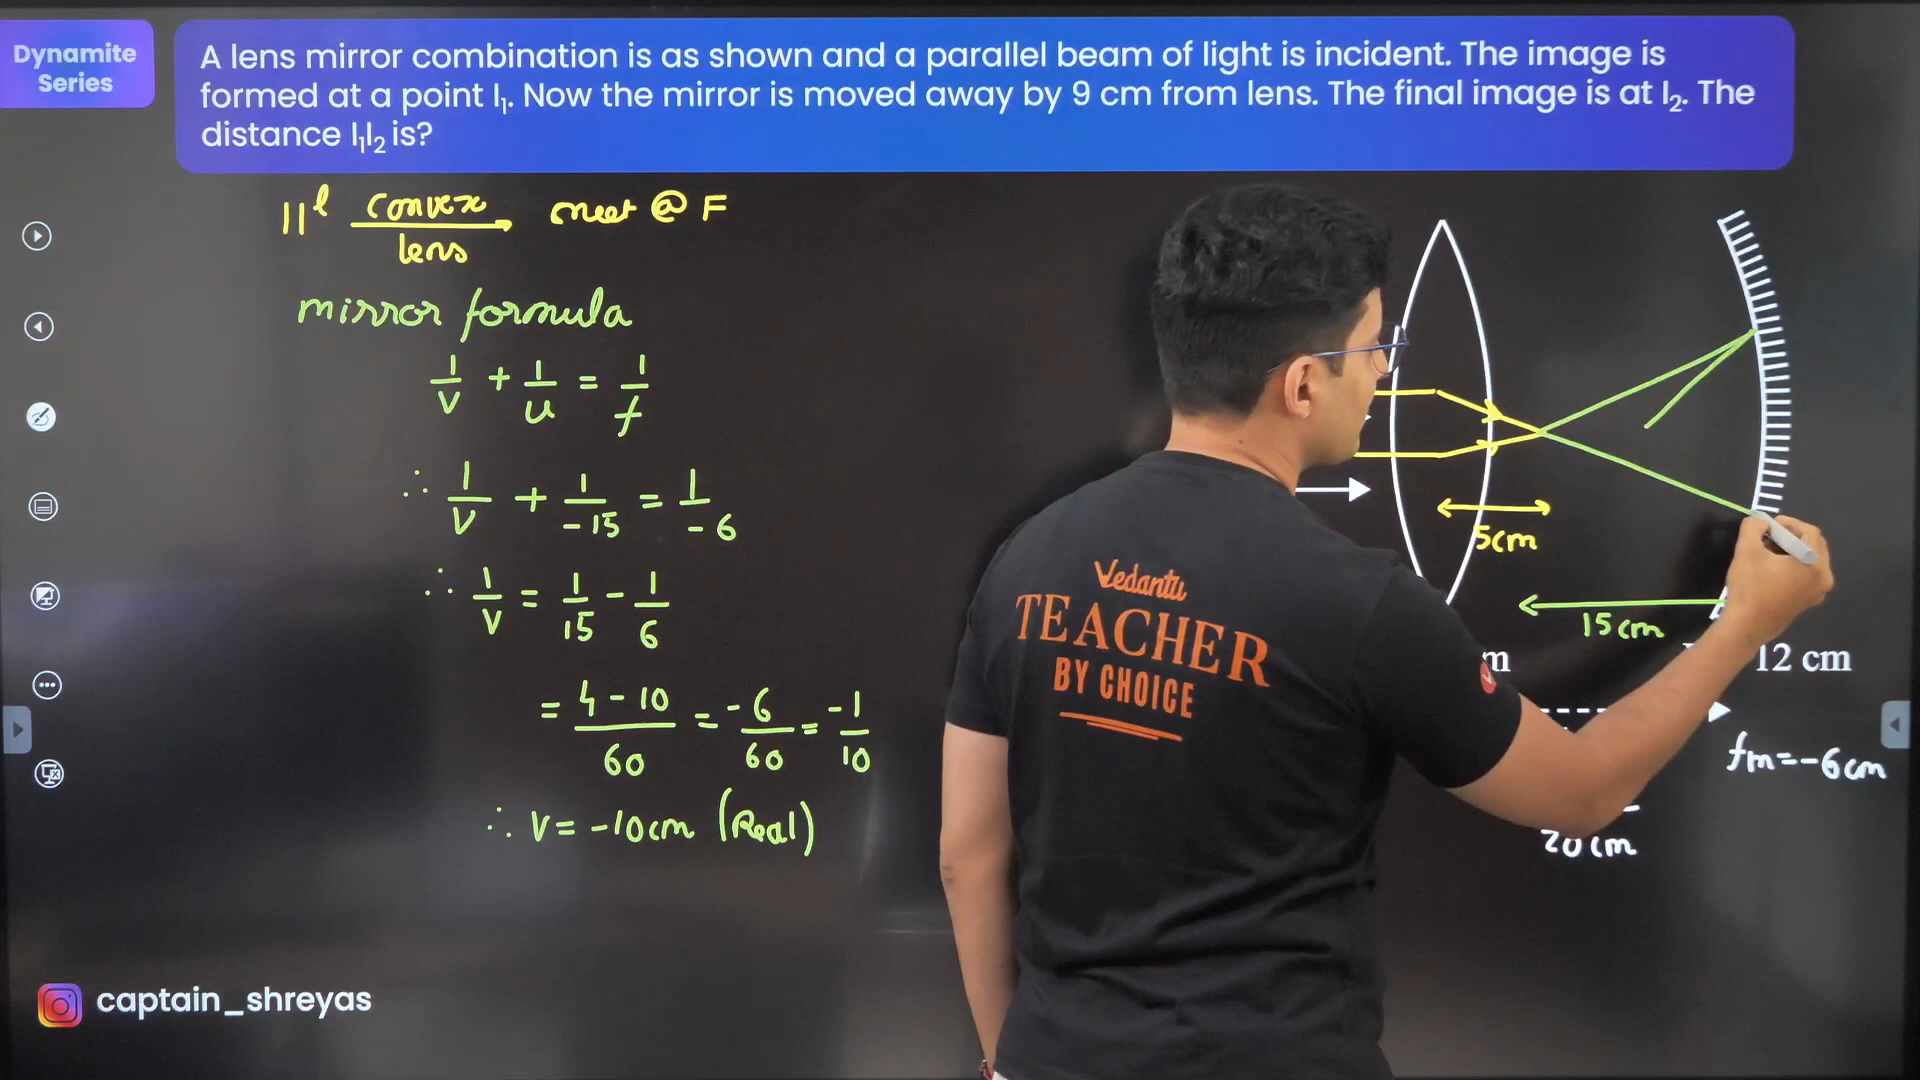 Dynamite
Series
A lens mirror combination is as shown and a parallel beam of light is incident. The image is
formed at a point I₁. Now the mirror is moved away by 9 cm from lens. The final image is at I₂. The
distance I₁I₂ is?
||ˡ convex meet @ F
lens
mirror formula
1/v + 1/u = 1/f
∴ 1/v + 1/-15 = 1/-6
∴ 1/v = 1/15 - 1/6
= 4-10/60 = -6/60 = -1/10
∴ v = -10cm (Real)
5cm
15cm
m
12 cm
fm=-6cm
20cm
Vedantu
TEACHER
BY CHOICE
captain_shreyas